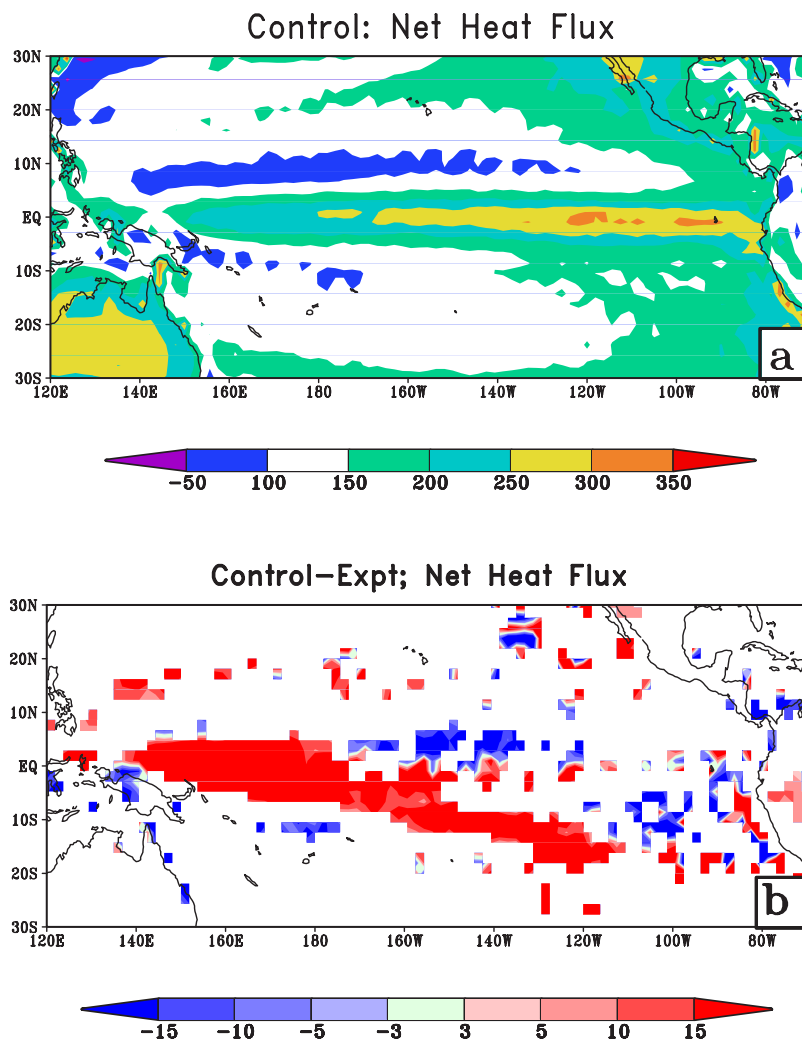 Control: Net Heat Flux
30N
20N
10N
EQ
10S
20S
30S
a
120E 140E 160E 180 160W 140W 120W 100W 80W
-50 100 150 200 250 300 350
Control-Expt; Net Heat Flux
30N
20N
10N
EQ
10S
20S
30S
b
120E 140E 160E 180 160W 140W 120W 100W 80W
-15 -10 -5 -3 3 5 10 15